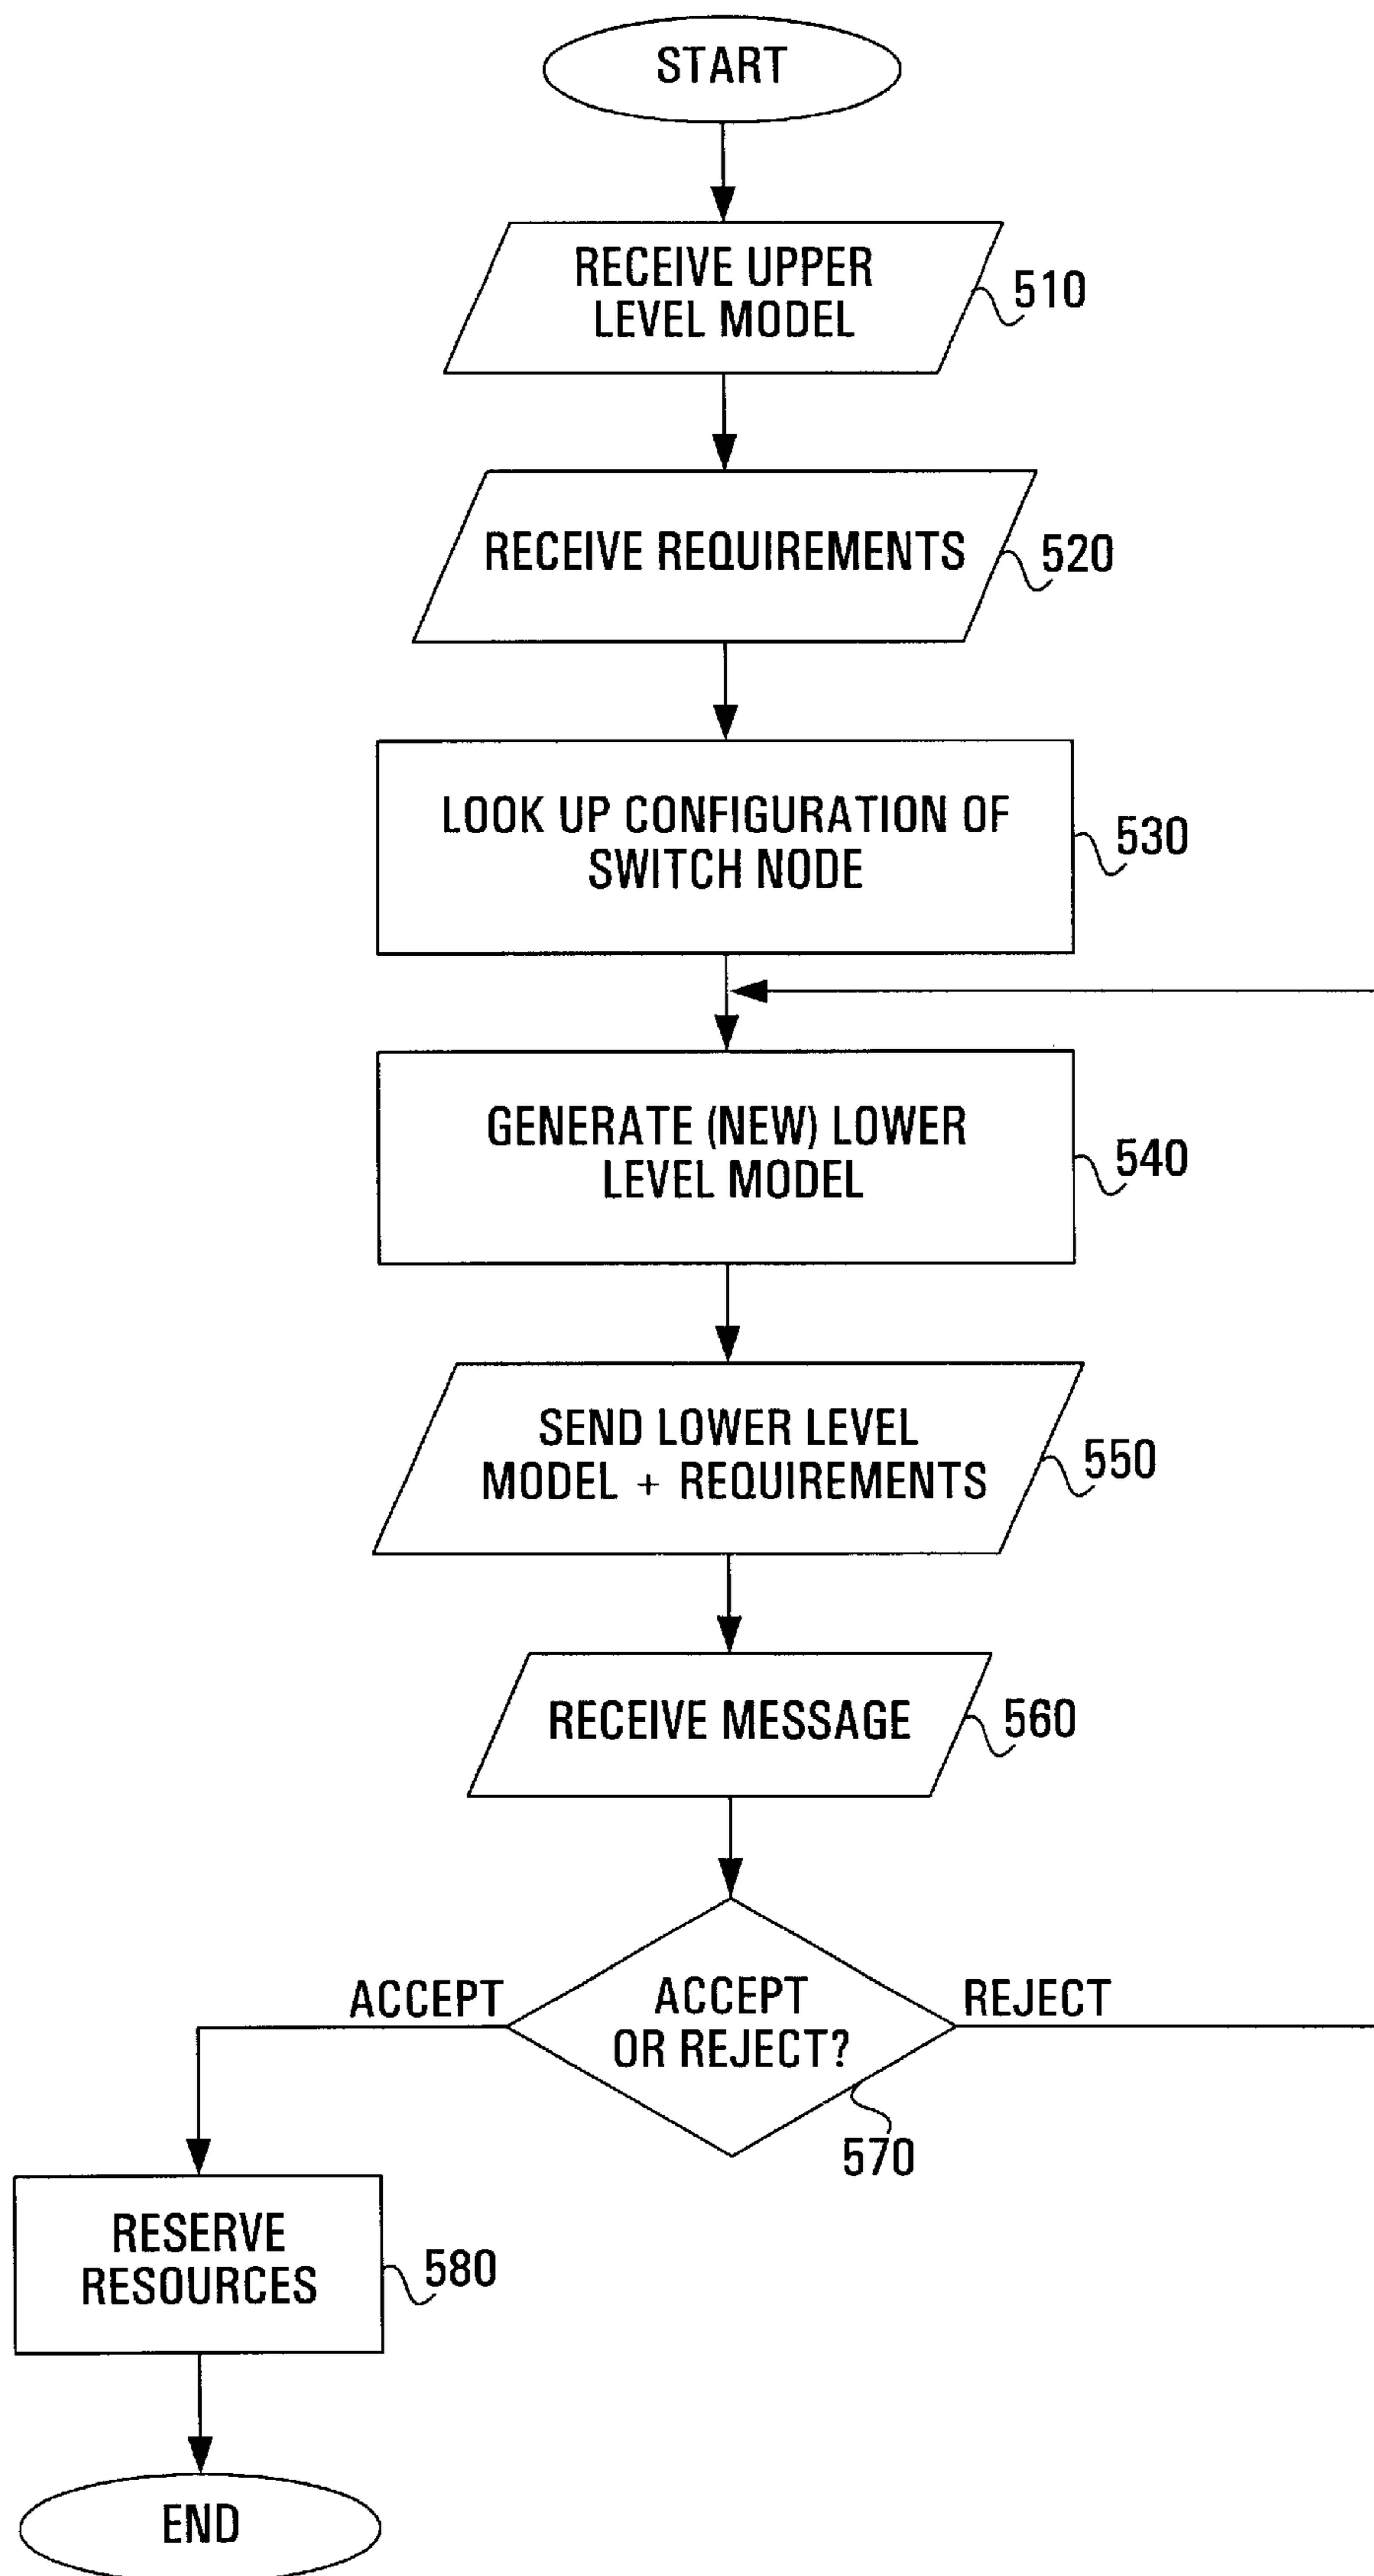 START
RECEIVE UPPER
LEVEL MODEL
510
RECEIVE REQUIREMENTS
520
LOOK UP CONFIGURATION OF
SWITCH NODE
530
GENERATE (NEW) LOWER
LEVEL MODEL
540
SEND LOWER LEVEL
MODEL + REQUIREMENTS
550
RECEIVE MESSAGE
560
ACCEPT
ACCEPT
OR REJECT?
REJECT
570
RESERVE
RESOURCES
580
END